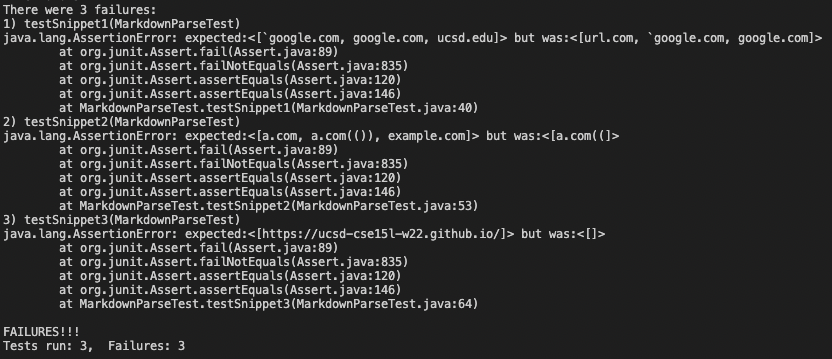 There were 3 failures:
1) testSnippet1(MarkdownParseTest)
java.lang.AssertionError: expected:<[`google.com, google.com, ucsd.edu]> but was:<[url.com, `google.com, google.com]>
at org.junit.Assert.fail(Assert.java:89)
at org.junit.Assert.failNotEquals(Assert.java:835)
at org.junit.Assert.assertEquals(Assert.java:120)
at org.junit.Assert.assertEquals(Assert.java:146)
at MarkdownParseTest.testSnippet1(MarkdownParseTest.java:40)
2) testSnippet2(MarkdownParseTest)
java.lang.AssertionError: expected:<[a.com, a.com(()), example.com]> but was:<[a.com((]>
at org.junit.Assert.fail(Assert.java:89)
at org.junit.Assert.failNotEquals(Assert.java:835)
at org.junit.Assert.assertEquals(Assert.java:120)
at org.junit.Assert.assertEquals(Assert.java:146)
at MarkdownParseTest.testSnippet2(MarkdownParseTest.java:53)
3) testSnippet3(MarkdownParseTest)
java.lang.AssertionError: expected:<[https://ucsd-cse15l-w22.github.io/]> but was:<[]>
at org.junit.Assert.fail(Assert.java:89)
at org.junit.Assert.failNotEquals(Assert.java:835)
at org.junit.Assert.assertEquals(Assert.java:120)
at org.junit.Assert.assertEquals(Assert.java:146)
at MarkdownParseTest.testSnippet3(MarkdownParseTest.java:64)
FAILURES!!!
Tests run: 3,  Failures: 3